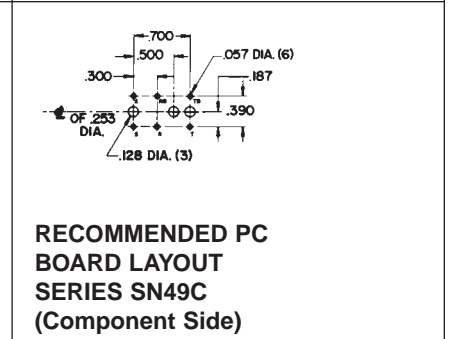 .700
.500
.057 DIA. (6)
.300
.187
.390
℄ OF .253
DIA.
.128 DIA. (3)
RECOMMENDED PC
BOARD LAYOUT
SERIES SN49C
(Component Side)